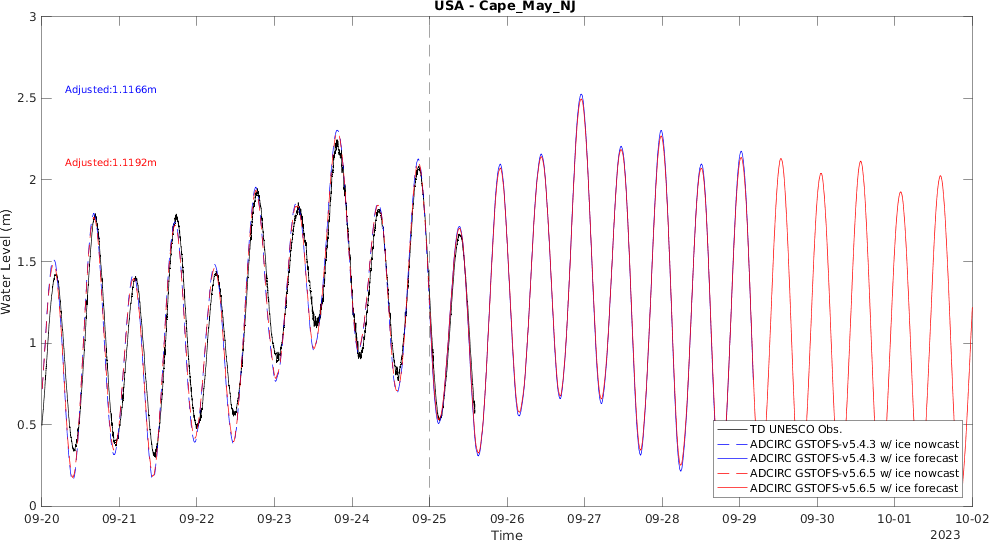 USA - Cape_May_NJ
3
2.5
2
1.5
1
0.5
0
Water Level (m)
Adjusted:1.1166m
Adjusted:1.1192m
TD UNESCO Obs.
ADCIRC GSTOFS-v5.4.3 w/ ice nowcast
ADCIRC GSTOFS-v5.4.3 w/ ice forecast
ADCIRC GSTOFS-v5.6.5 w/ ice nowcast
ADCIRC GSTOFS-v5.6.5 w/ ice forecast
09-20 09-21 09-22 09-23 09-24 09-25 09-26 09-27 09-28 09-29 09-30 10-01 10-02
Time
2023